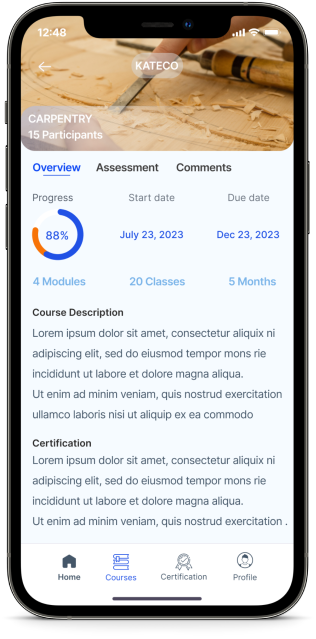 12:48
KATECO
CARPENTRY
15 Participants
Overview Assessment Comments
Progress Start date Due date
88% July 23, 2023 Dec 23, 2023
4 Modules 20 Classes 5 Months
Course Description
Lorem ipsum dolor sit amet, consectetur aliquix ni
adipiscing elit, sed do eiusmod tempor mons rie
incididunt ut labore et dolore magna aliqua.
Ut enim ad minim veniam, quis nostrud exercitation
ullamco laboris nisi ut aliquip ex ea commodo
Certification
Lorem ipsum dolor sit amet, consectetur aliquix ni
adipiscing elit, sed do eiusmod tempor mons rie
incididunt ut labore et dolore magna aliqua.
Ut enim ad minim veniam, quis nostrud exercitation .
Home Courses Certification Profile